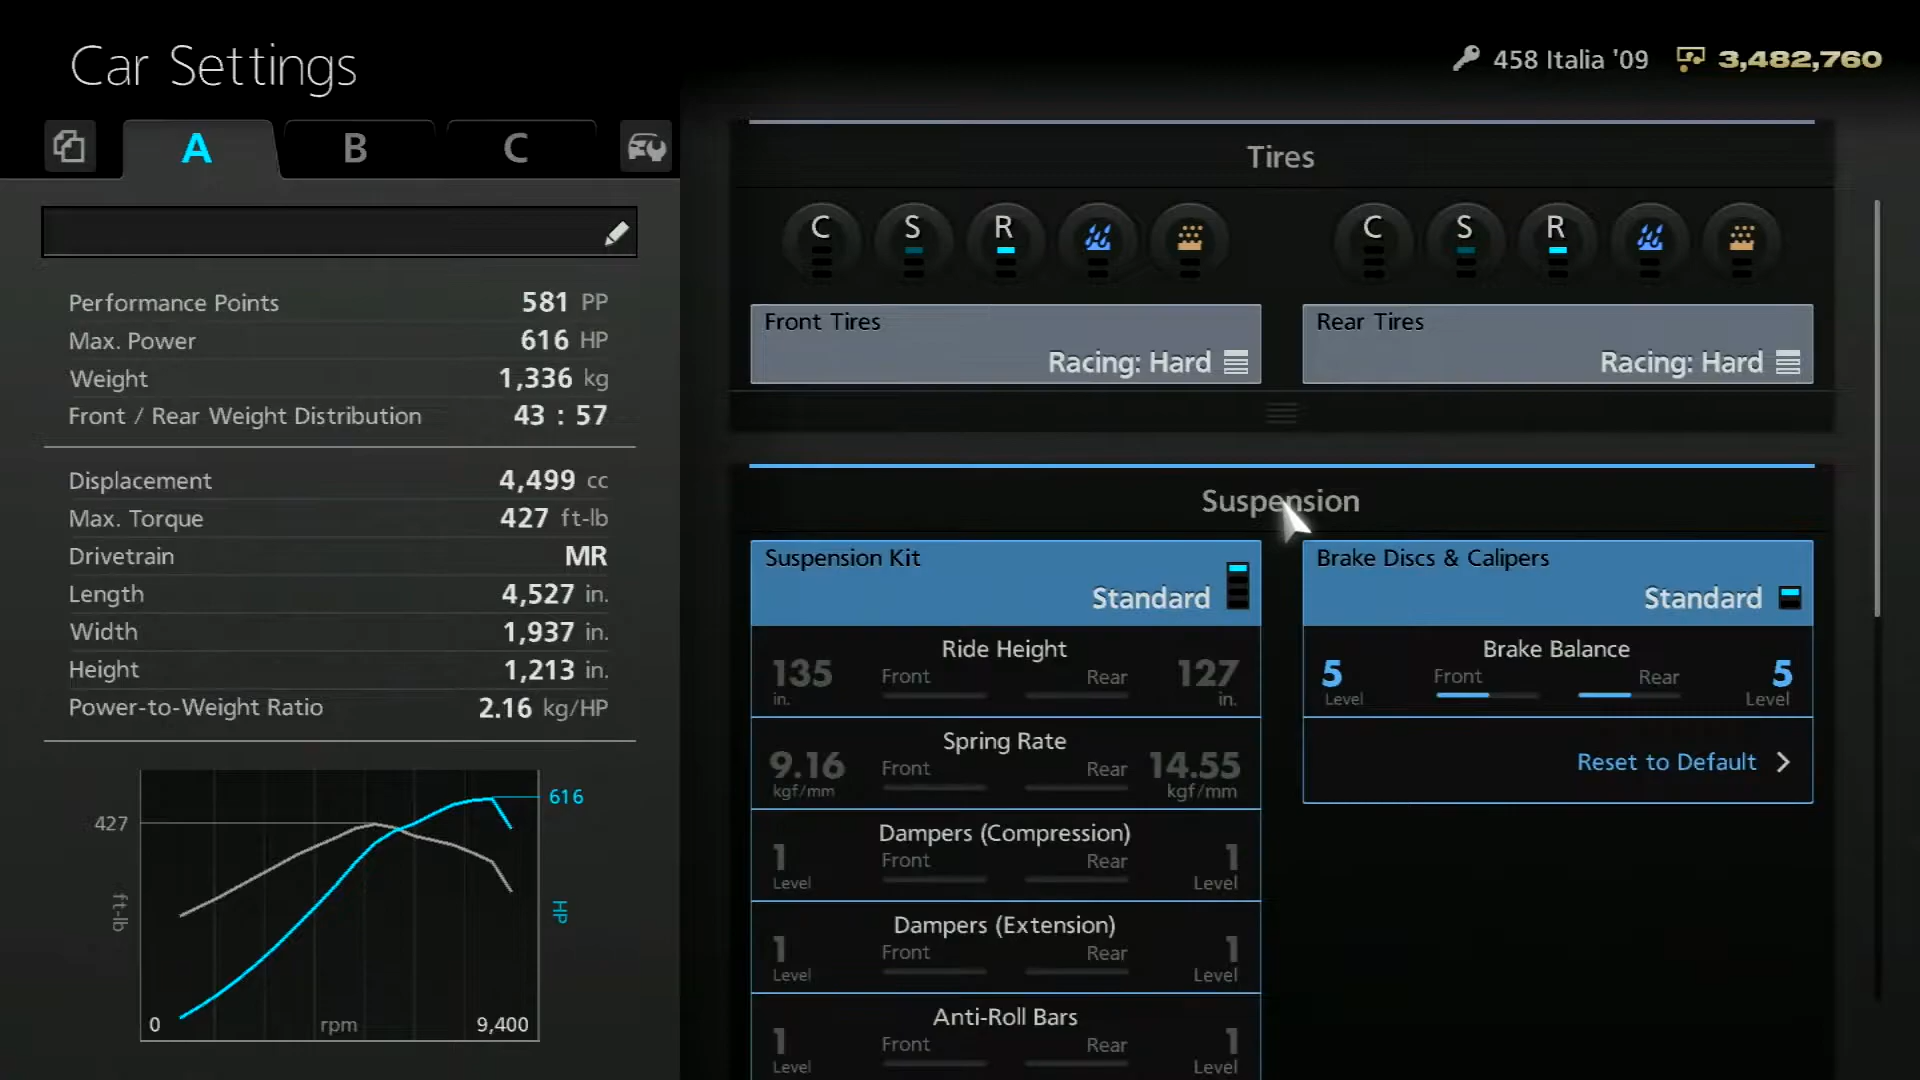 Car Settings
458 Italia '09
3,482,760
A
B
C
Performance Points 581 PP
Max. Power 616 HP
Weight 1,336 kg
Front / Rear Weight Distribution 43 : 57
Displacement 4,499 cc
Max. Torque 427 ft-lb
Drivetrain MR
Length 4,527 in.
Width 1,937 in.
Height 1,213 in.
Power-to-Weight Ratio 2.16 kg/HP
616
427
ft-lb
HP
0 rpm 9,400
Tires
C S R
C S R
Front Tires
Racing: Hard
Rear Tires
Racing: Hard
Suspension
Suspension Kit
Standard
Ride Height
135 in. Front Rear 127 in.
Spring Rate
9.16 kgf/mm Front Rear 14.55 kgf/mm
Dampers (Compression)
1 Level Front Rear 1 Level
Dampers (Extension)
1 Level Front Rear 1 Level
Anti-Roll Bars
1 Level Front Rear 1 Level
Brake Discs & Calipers
Standard
Brake Balance
5 Level Front Rear 5 Level
Reset to Default